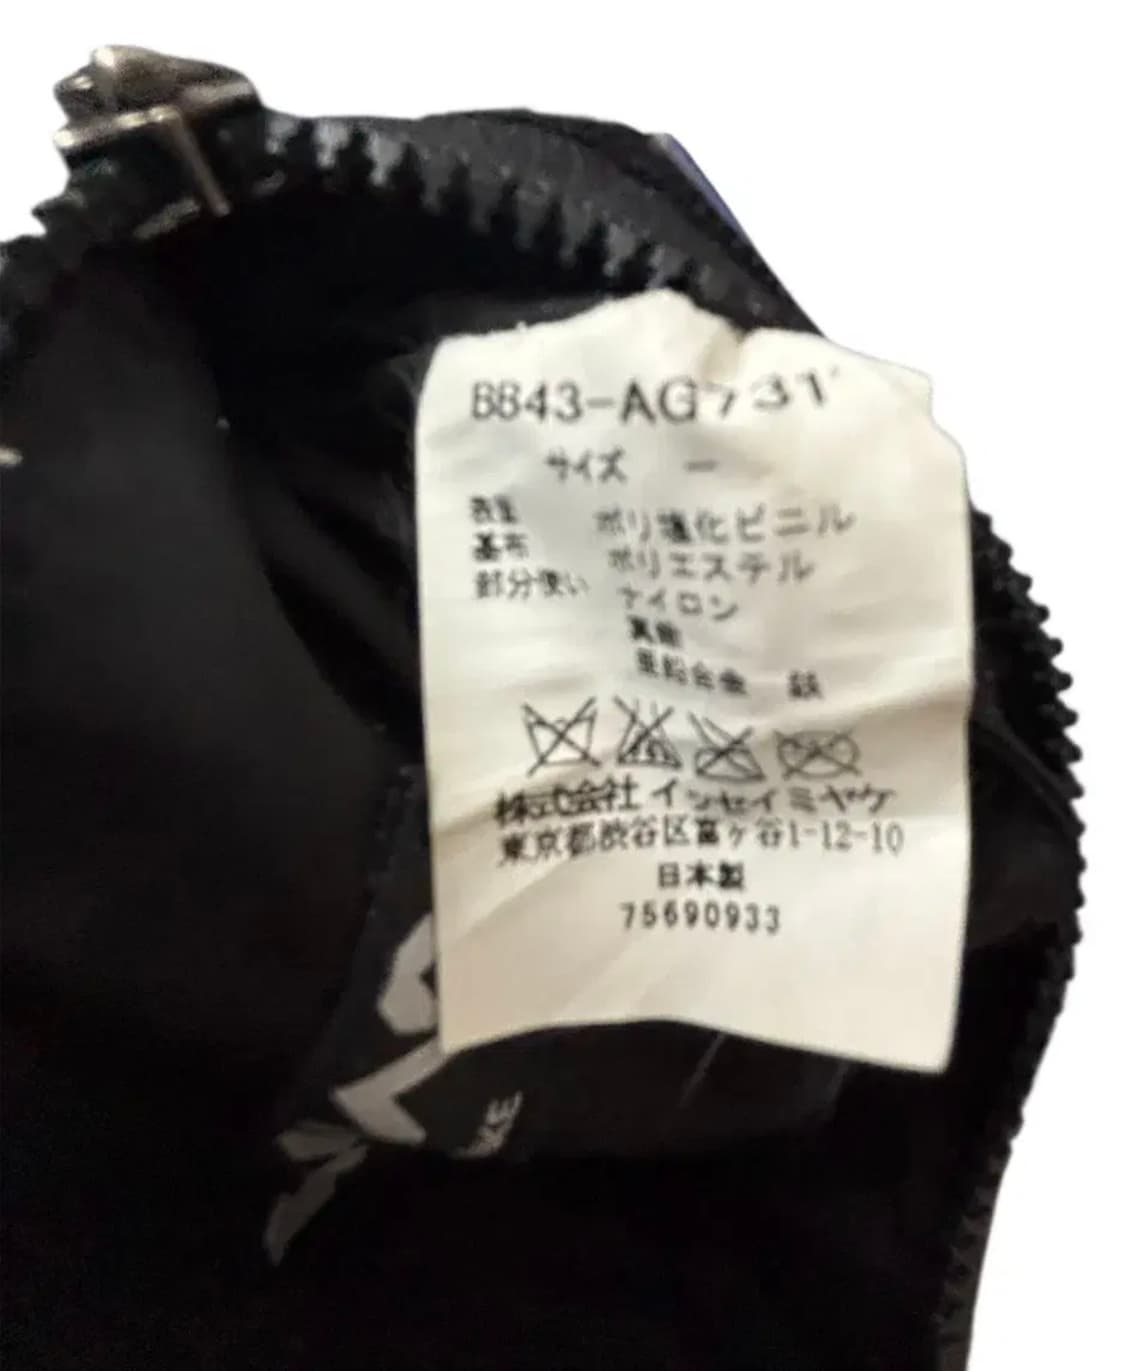 BB43-AG731
サイズ －
表生 ポリ塩化ビニル
基布 ポリエステル
部分使い ナイロン
真鍮
亜鉛合金 鉄
株式会社 イッセイミヤケ
東京都渋谷区富ヶ谷1-12-10
日本製
75690933
KE